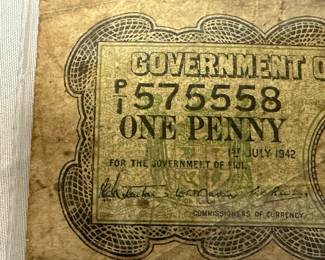 GOVERNMENT O
P/1 575558
ONE PENNY
1ST JULY 1942
FOR THE GOVERNMENT OF FIJI.
COMMISSIONERS OF CURRENCY.